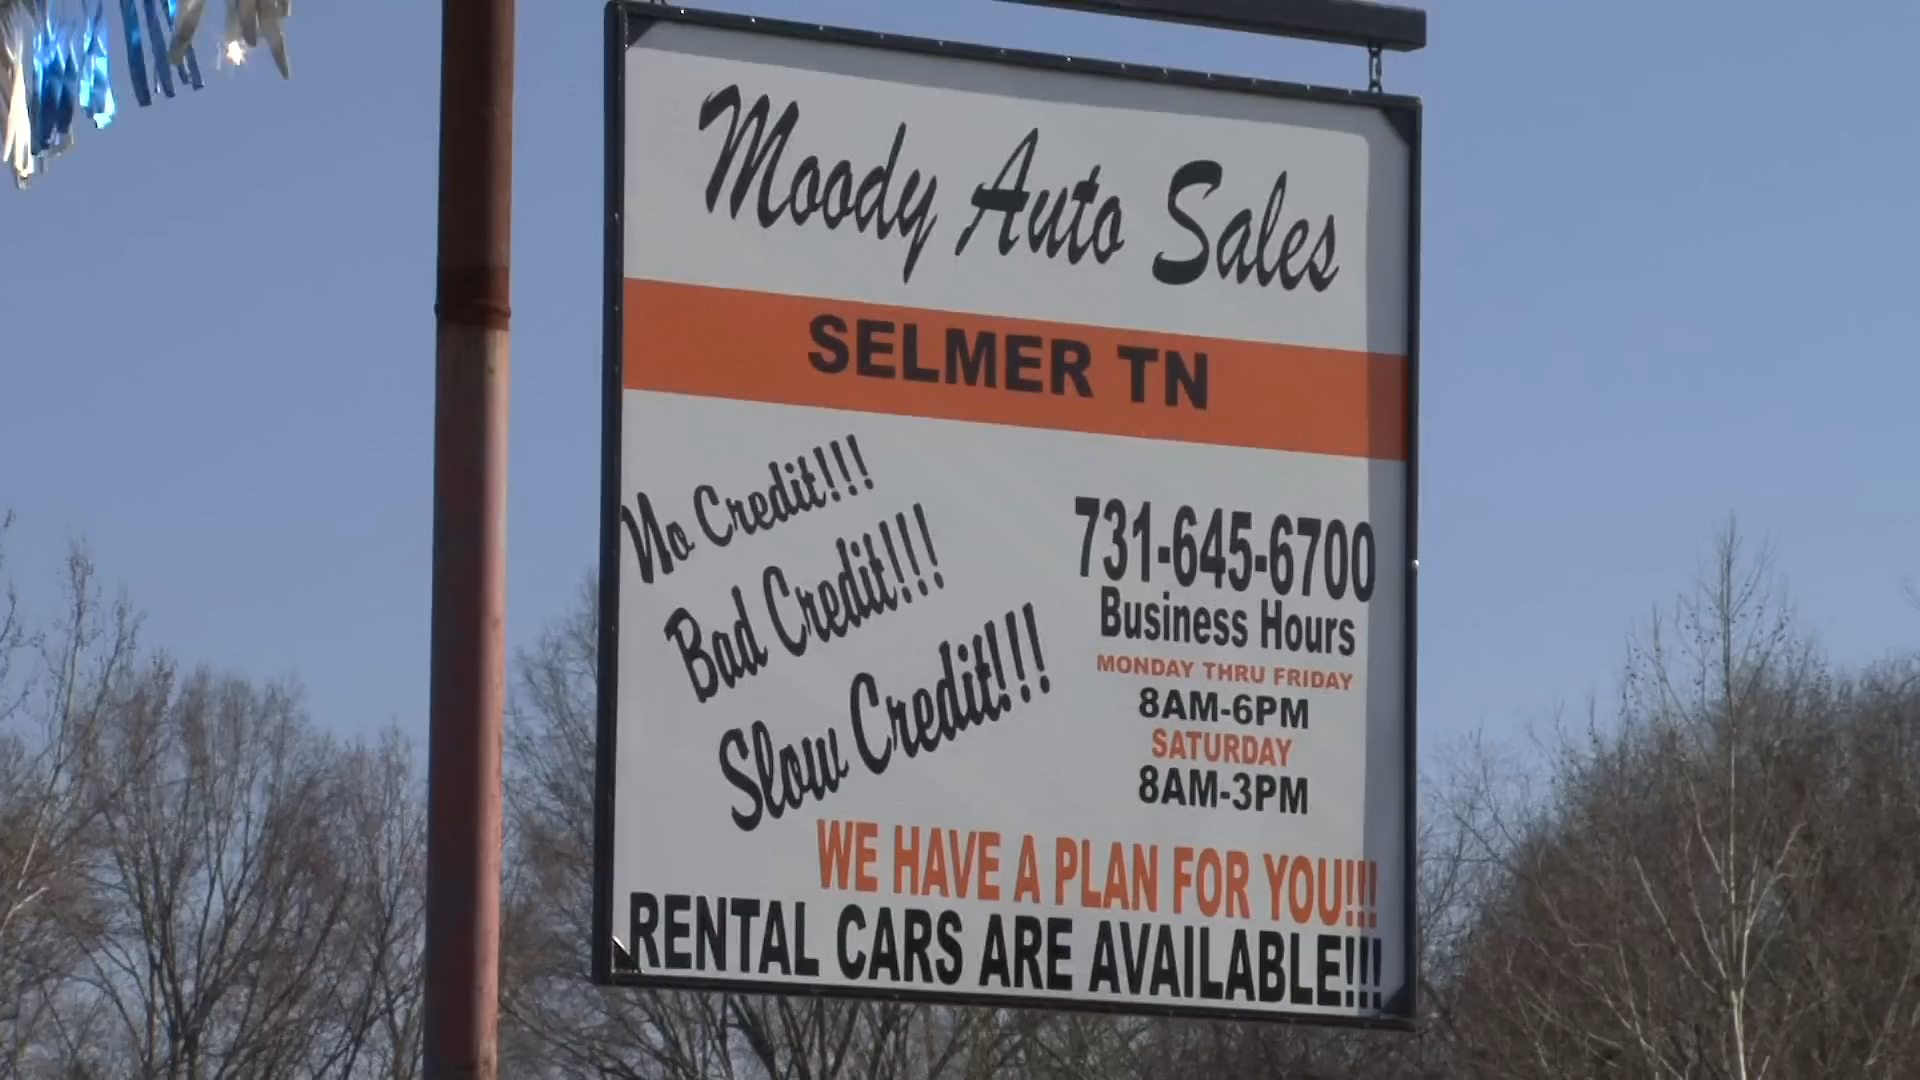 Moody Auto Sales
SELMER TN
No Credit!!!
Bad Credit!!!
Slow Credit!!!
731-645-6700
Business Hours
MONDAY THRU FRIDAY
8AM-6PM
SATURDAY
8AM-3PM
WE HAVE A PLAN FOR YOU!!!
RENTAL CARS ARE AVAILABLE!!!